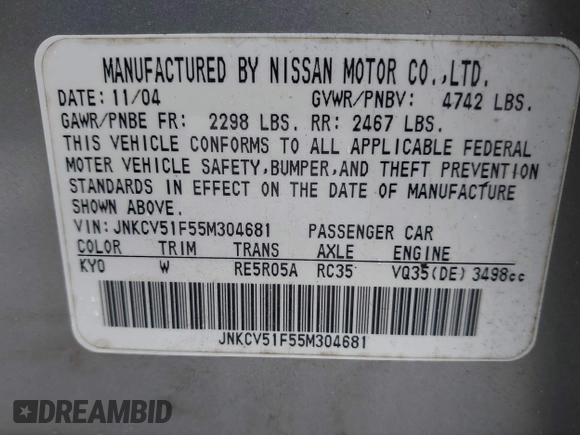 MANUFACTURED BY NISSAN MOTOR CO.,LTD.
DATE: 11/04 GVWR/PNBV: 4742 LBS.
GAWR/PNBE FR: 2298 LBS. RR: 2467 LBS.
THIS VEHICLE CONFORMS TO ALL APPLICABLE FEDERAL
MOTER VEHICLE SAFETY,BUMPER,AND THEFT PREVENTION
STANDARDS IN EFFECT ON THE DATE OF MANUFACTURE
SHOWN ABOVE.
VIN:JNKCV51F55M304681 PASSENGER CAR
COLOR TRIM TRANS AXLE ENGINE
KYO W RE5R05A RC35 VQ35(DE) 3498cc
JNKCV51F55M304681
DREAMBID